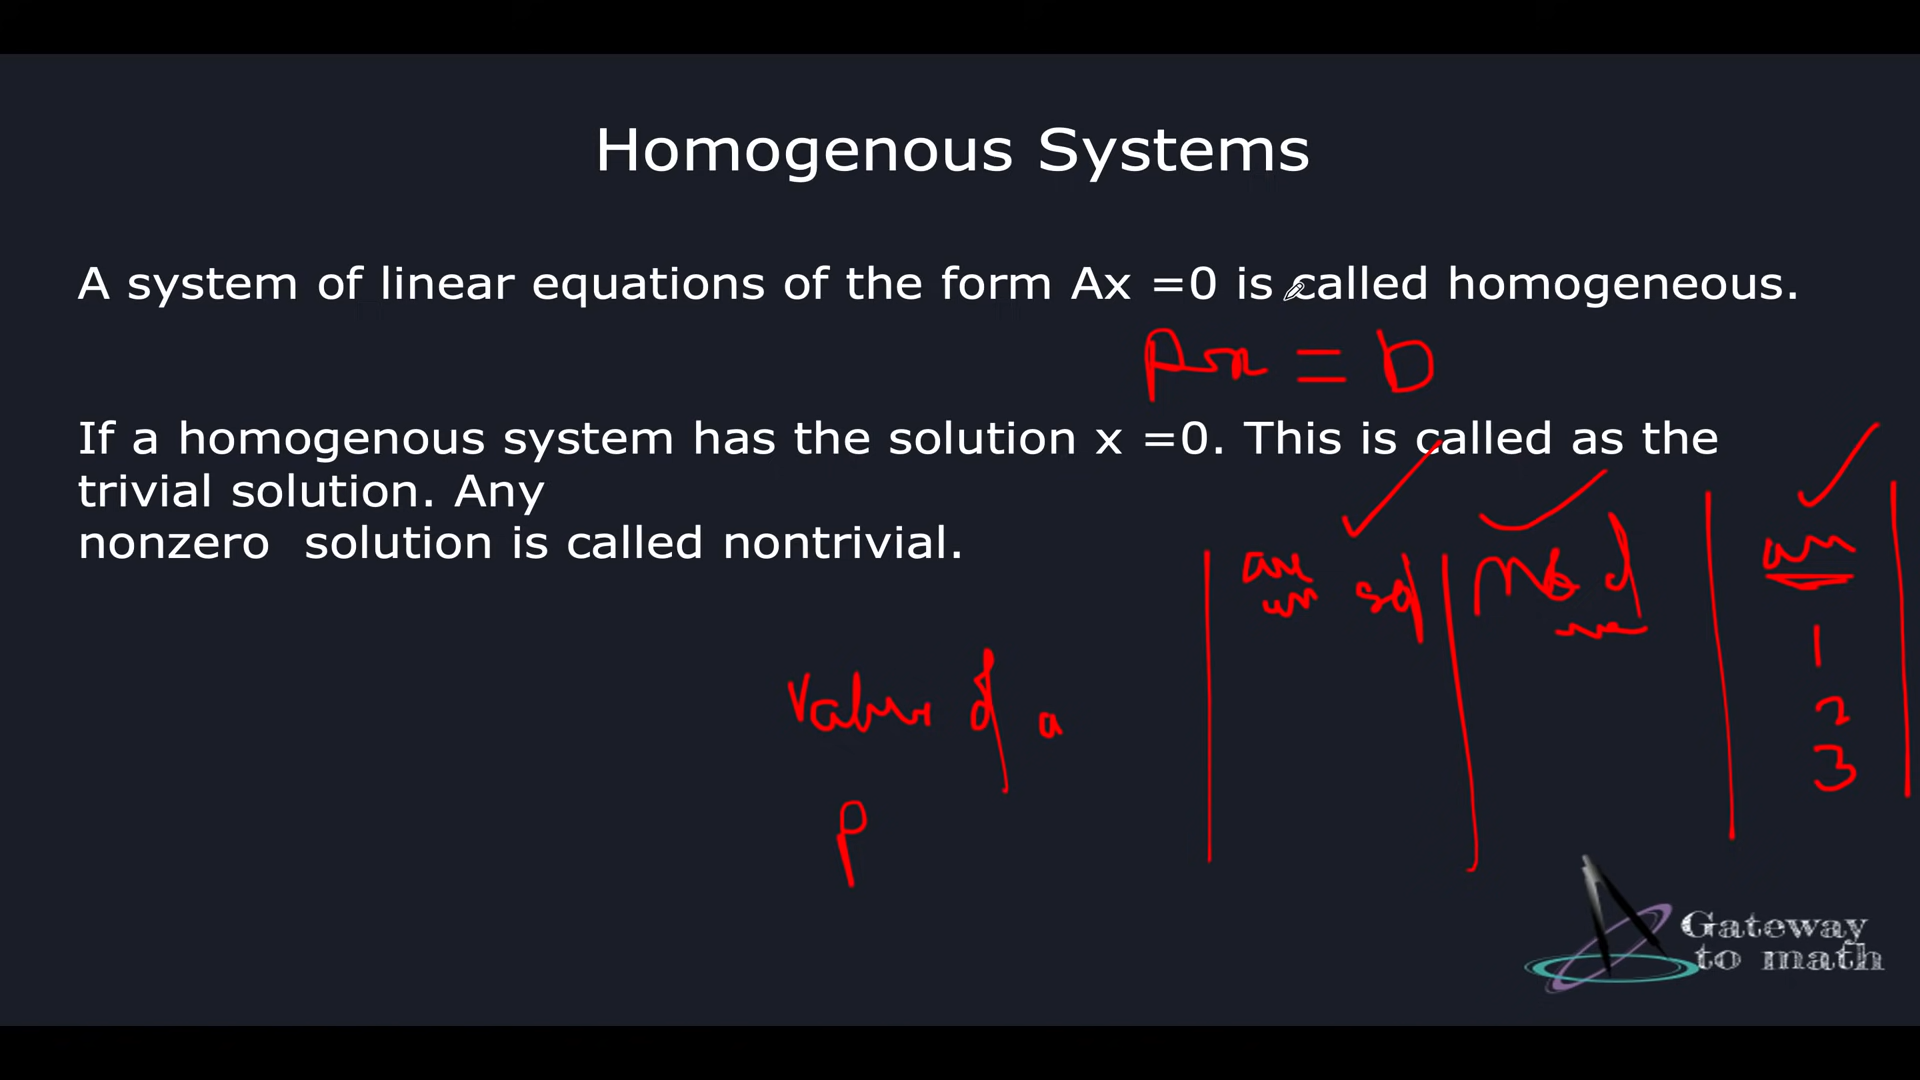 Homogenous Systems
A system of linear equations of the form Ax =0 is called homogeneous.
Ax = b
If a homogenous system has the solution x =0. This is called as the
trivial solution. Any
nonzero  solution is called nontrivial.
Value of a
P
1
2
3
Gateway
to math